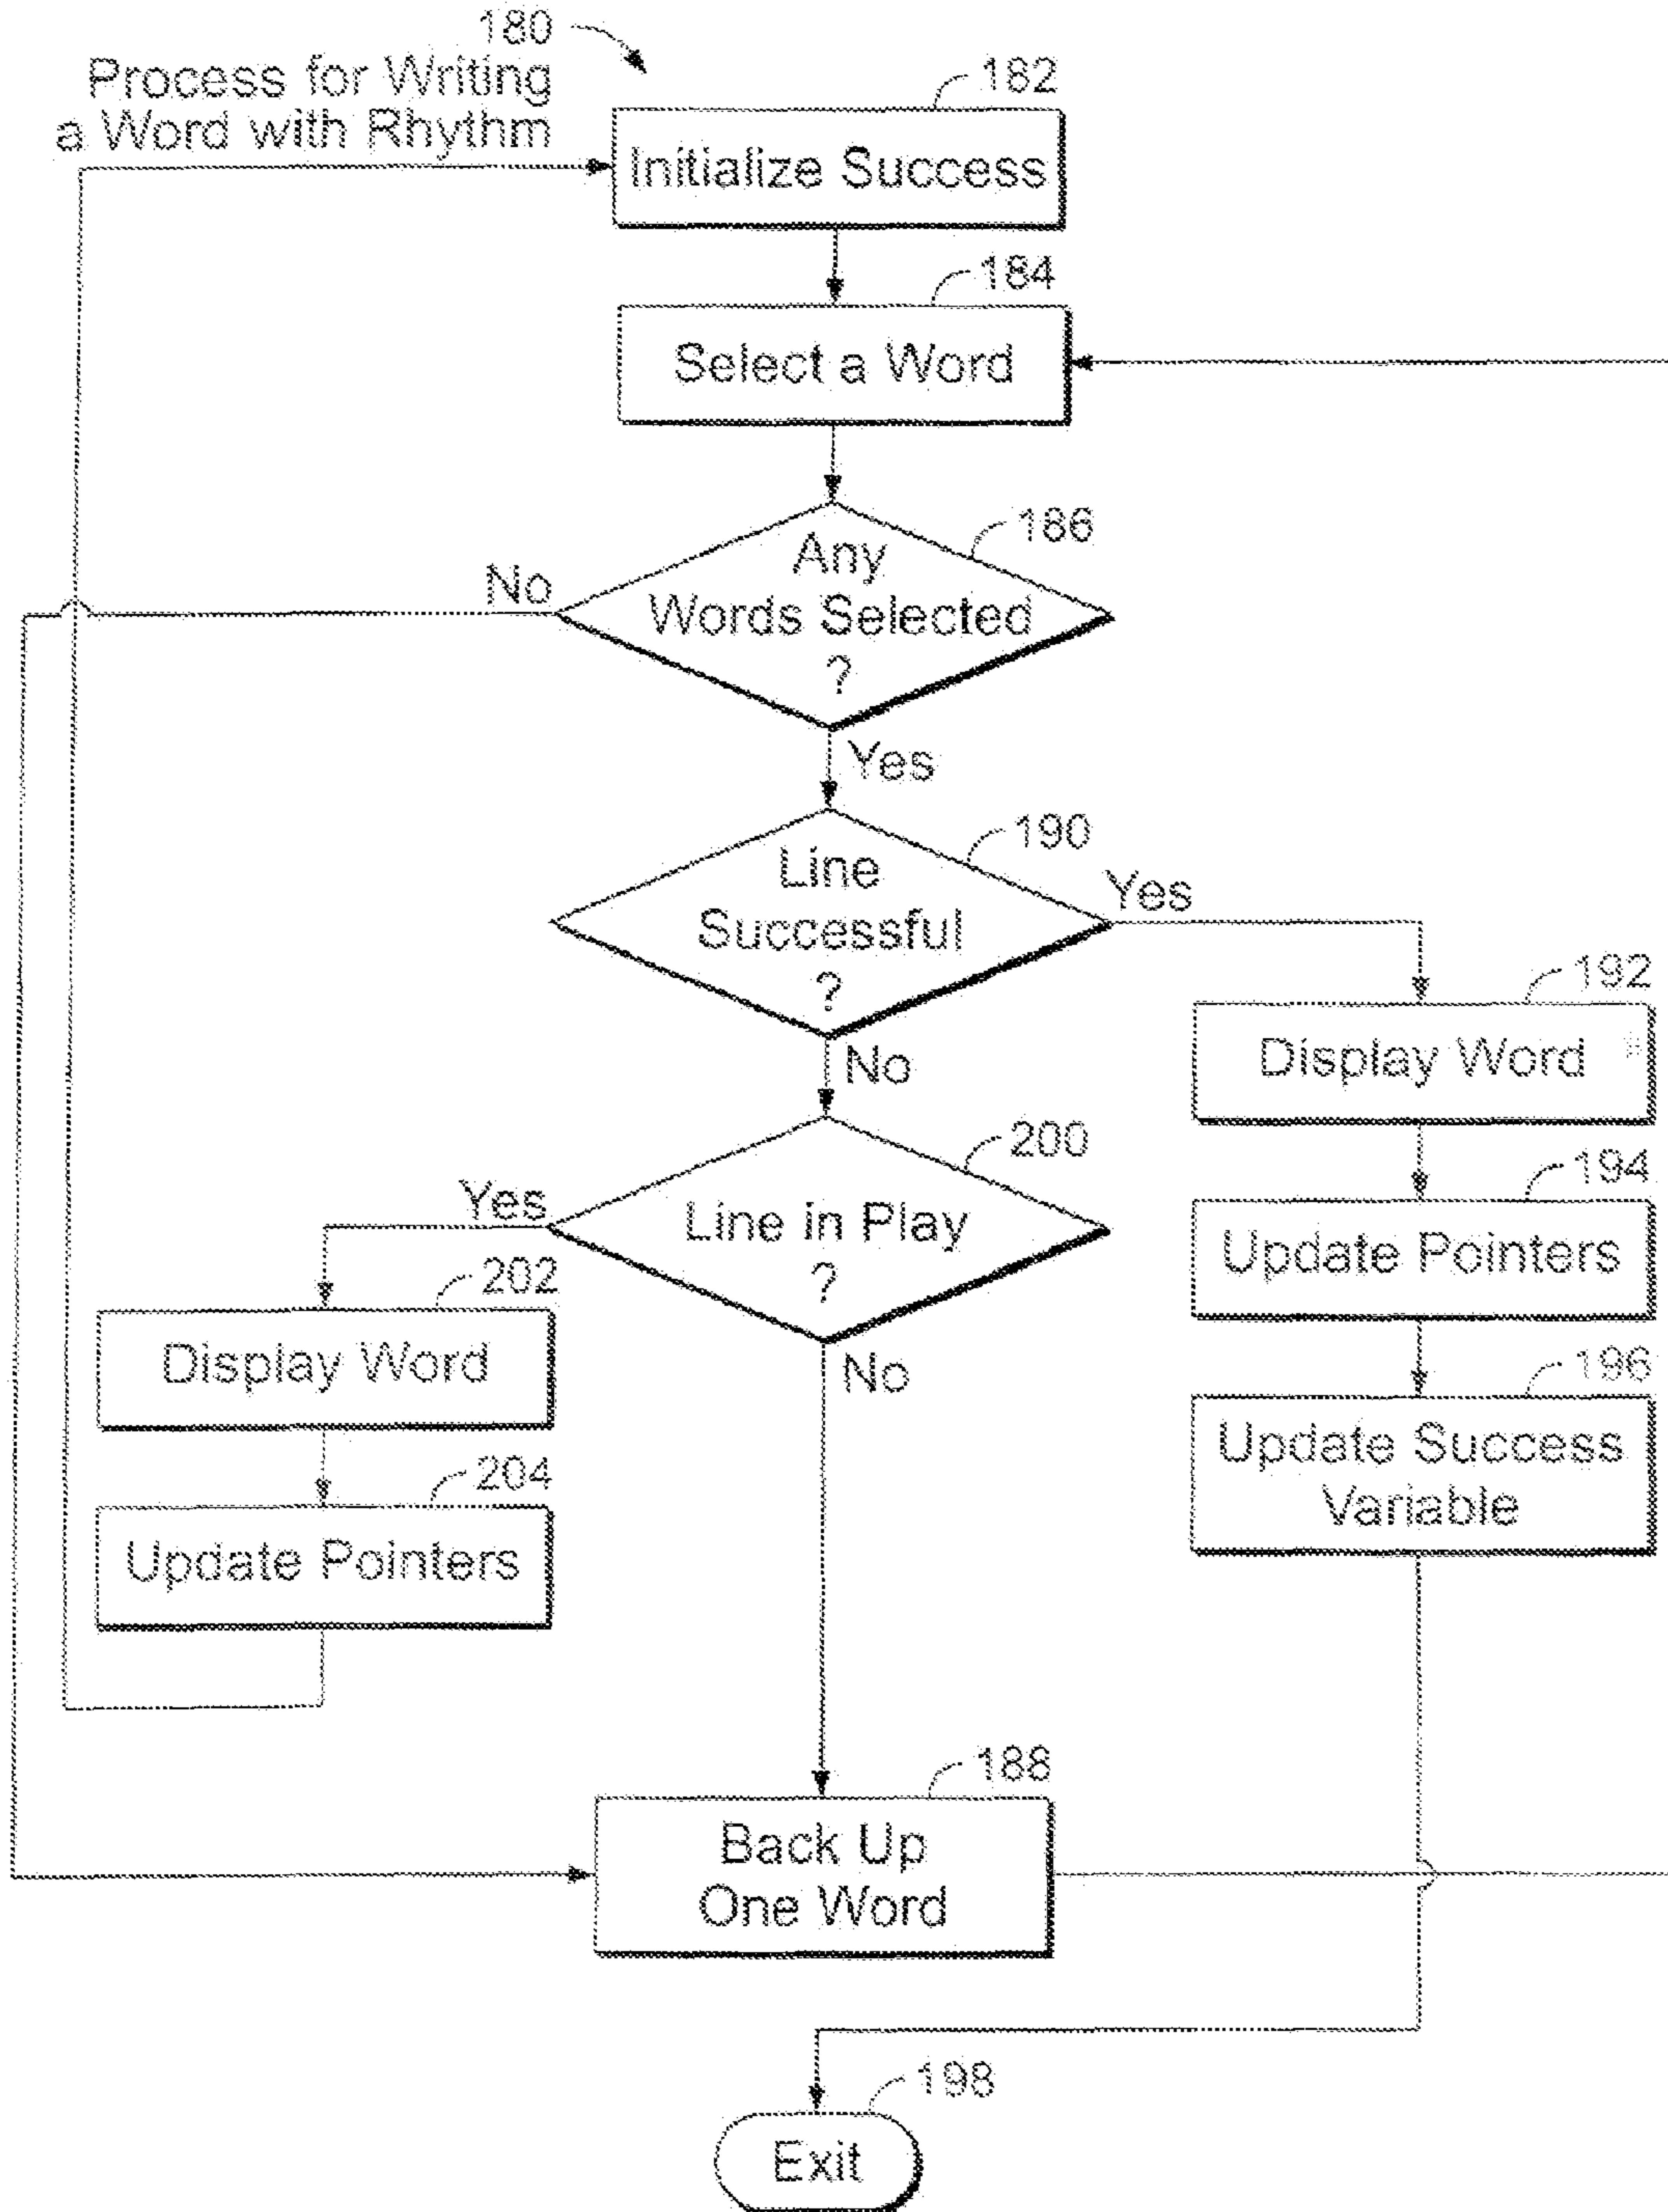 180
Process for Writing
a Word with Rhythm
182
Initialize Success
184
Select a Word
186
Any
Words Selected
?
No
Yes
190
Line
Successful
?
Yes
No
192
Display Word
194
Update Pointers
196
Update Success
Variable
200
Line in Play
?
Yes
No
202
Display Word
204
Update Pointers
188
Back Up
One Word
198
Exit